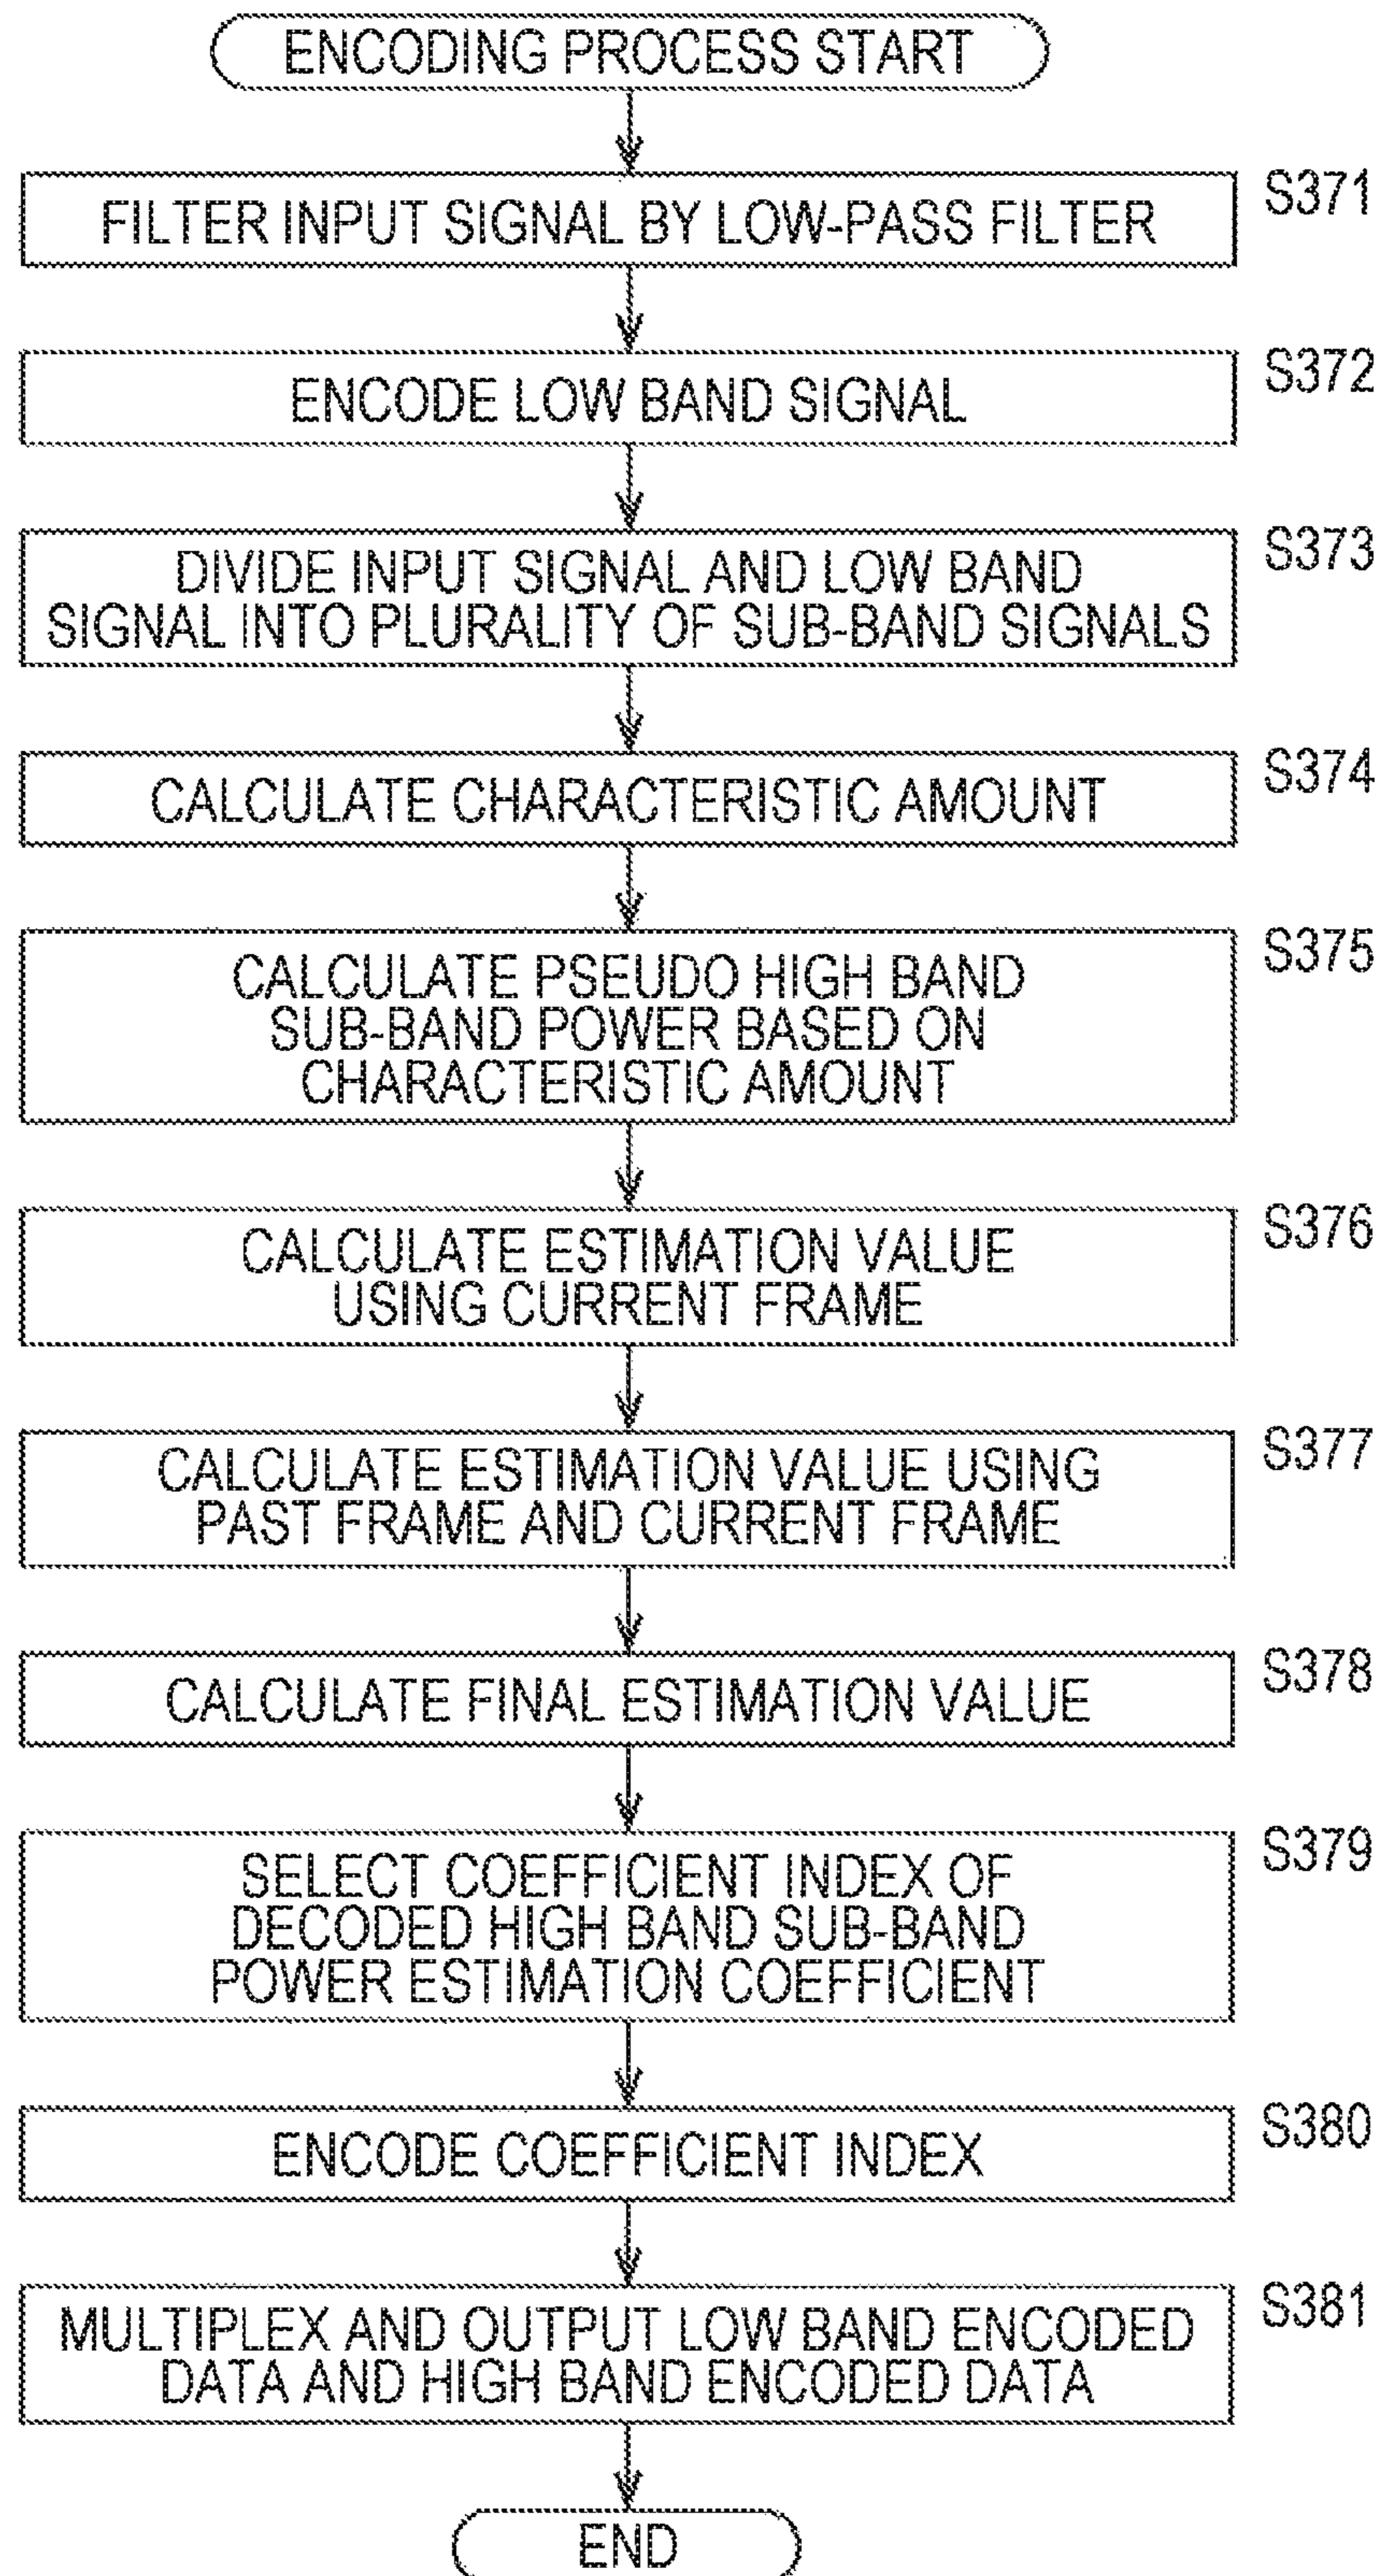 ENCODING PROCESS START
S371
FILTER INPUT SIGNAL BY LOW-PASS FILTER
S372
ENCODE LOW BAND SIGNAL
S373
DIVIDE INPUT SIGNAL AND LOW BAND
SIGNAL INTO PLURALITY OF SUB-BAND SIGNALS
S374
CALCULATE CHARACTERISTIC AMOUNT
S375
CALCULATE PSEUDO HIGH BAND
SUB-BAND POWER BASED ON
CHARACTERISTIC AMOUNT
S376
CALCULATE ESTIMATION VALUE
USING CURRENT FRAME
S377
CALCULATE ESTIMATION VALUE USING
PAST FRAME AND CURRENT FRAME
S378
CALCULATE FINAL ESTIMATION VALUE
S379
SELECT COEFFICIENT INDEX OF
DECODED HIGH BAND SUB-BAND
POWER ESTIMATION COEFFICIENT
S380
ENCODE COEFFICIENT INDEX
S381
MULTIPLEX AND OUTPUT LOW BAND ENCODED
DATA AND HIGH BAND ENCODED DATA
END